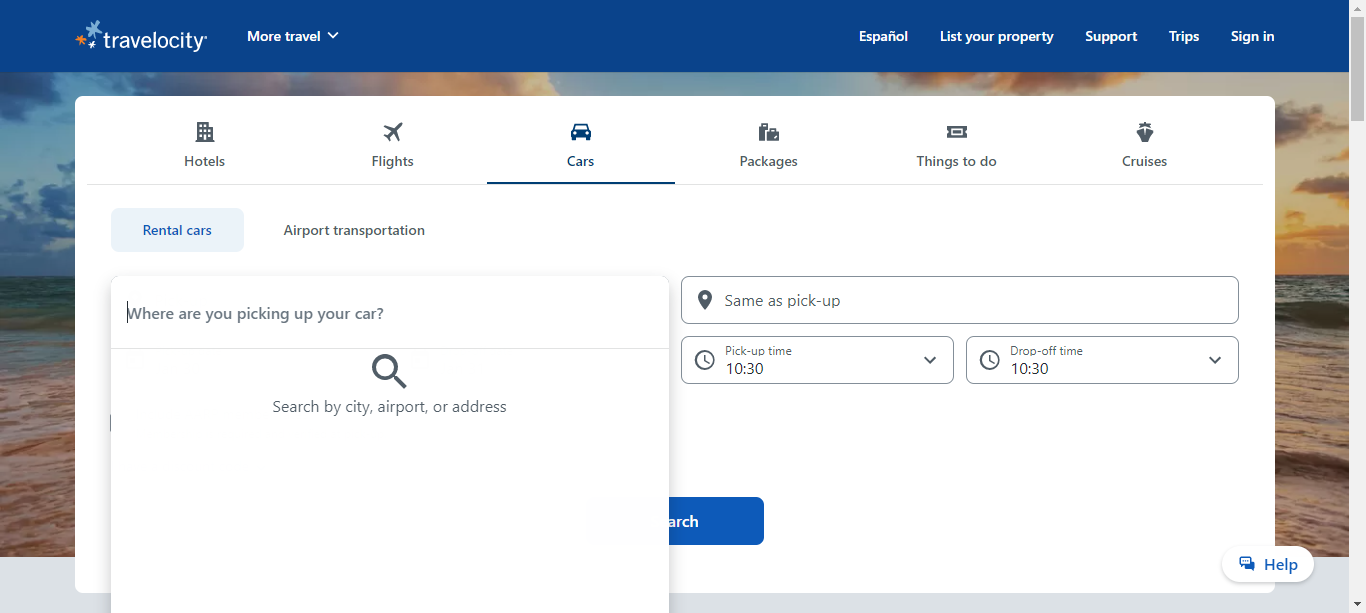 travelocity
More travel
Español
List your property
Support
Trips
Sign in
Hotels
Flights
Cars
Packages
Things to do
Cruises
Rental cars
Airport transportation
Where are you picking up your car?
Search by city, airport, or address
Same as pick-up
Pick-up time
10:30
Drop-off time
10:30
arch
Help